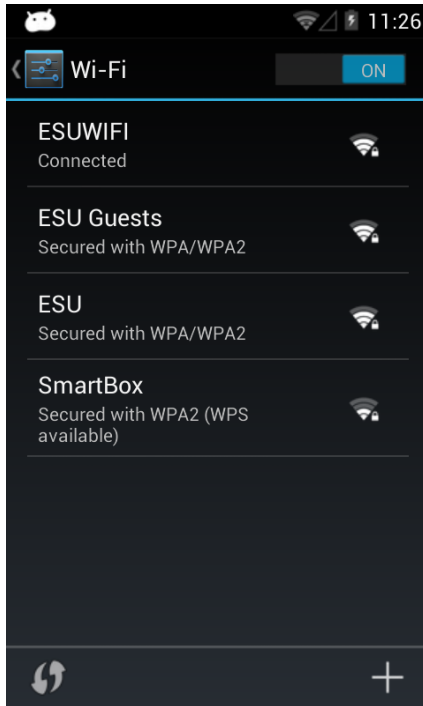 11:26
Wi-Fi
ON
ESUWIFI
Connected
ESU Guests
Secured with WPA/WPA2
ESU
Secured with WPA/WPA2
SmartBox
Secured with WPA2 (WPS
available)